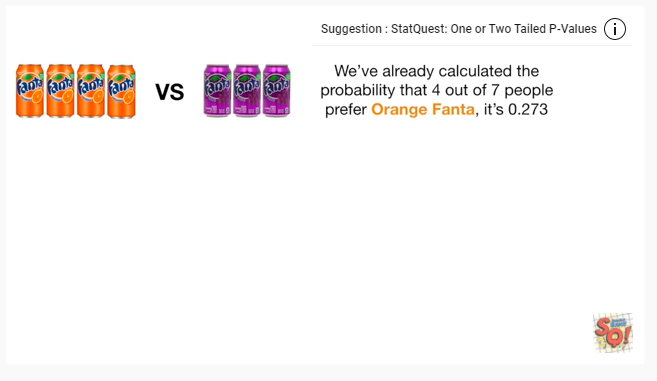 Suggestion : StatQuest: One or Two Tailed P-Values
We've already calculated the
probability that 4 out of 7 people
prefer Orange Fanta, it's 0.273
vs
Fanta Fanta Fanta Fanta
Fanta Fanta Fanta
SQ!